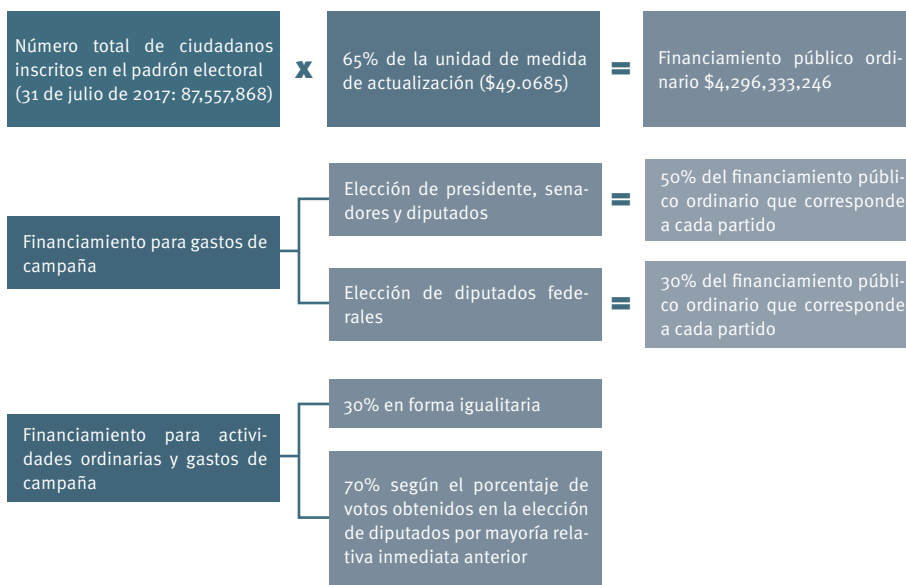 Número total de ciudadanos
inscritos en el padrón electoral
(31 de julio de 2017: 87,557,868)
x
65% de la unidad de medida
de actualización ($49.0685)
=
Financiamiento público ordi-
nario $4,296,333,246
Financiamiento para gastos de
campaña
Elección de presidente, sena-
dores y diputados
=
50% del financiamiento públi-
co ordinario que corresponde
a cada partido
Elección de diputados fede-
rales
=
30% del financiamiento públi-
co ordinario que corresponde
a cada partido
Financiamiento para activi-
dades ordinarias y gastos de
campaña
30% en forma igualitaria
70% según el porcentaje de
votos obtenidos en la elección
de diputados por mayoría rela-
tiva inmediata anterior